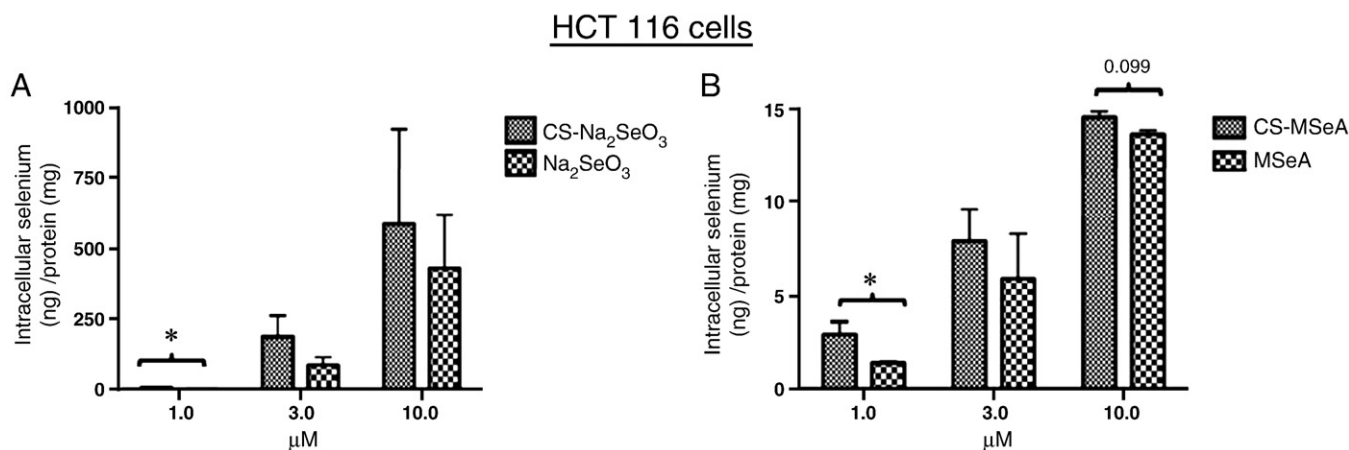 HCT 116 cells
A
Intracellular selenium
(ng) /protein (mg)
1000
750
500
250
0
*
1.0
3.0
10.0
μM
CS-Na₂SeO₃
Na₂SeO₃
B
Intracellular selenium
(ng) /protein (mg)
15
10
5
0
*
0.099
1.0
3.0
10.0
μM
CS-MSeA
MSeA